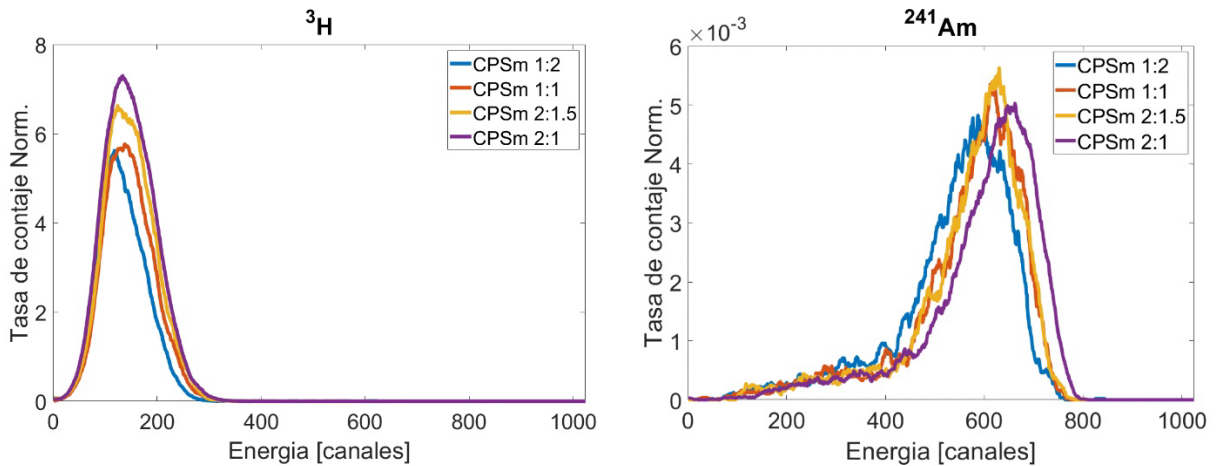 ³H
8
6
4
2
0
0 200 400 600 800 1000
Tasa de contaje Norm.
Energia [canales]
CPSm 1:2
CPSm 1:1
CPSm 2:1.5
CPSm 2:1
²⁴¹Am
×10⁻³
6
5
4
3
2
1
0
0 200 400 600 800 1000
Tasa de contaje Norm.
Energia [canales]
CPSm 1:2
CPSm 1:1
CPSm 2:1.5
CPSm 2:1